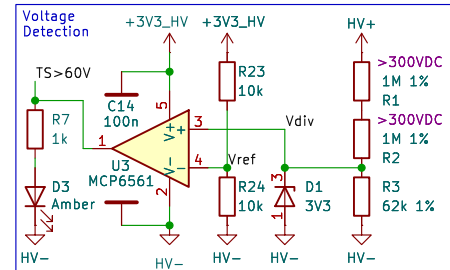 Voltage
Detection
+3V3_HV
+3V3_HV
HV+
TS>60V
C14
100n
R23
10k
>300VDC
1M 1%
R1
R7
1k
5
V+
+
3
Vdiv
>300VDC
1M 1%
R2
1
U3
MCP6561
V-
-
4
Vref
2
D3
Amber
R24
10k
3
D1
3V3
1
R3
62k 1%
HV-
HV-
HV-
HV-
HV-